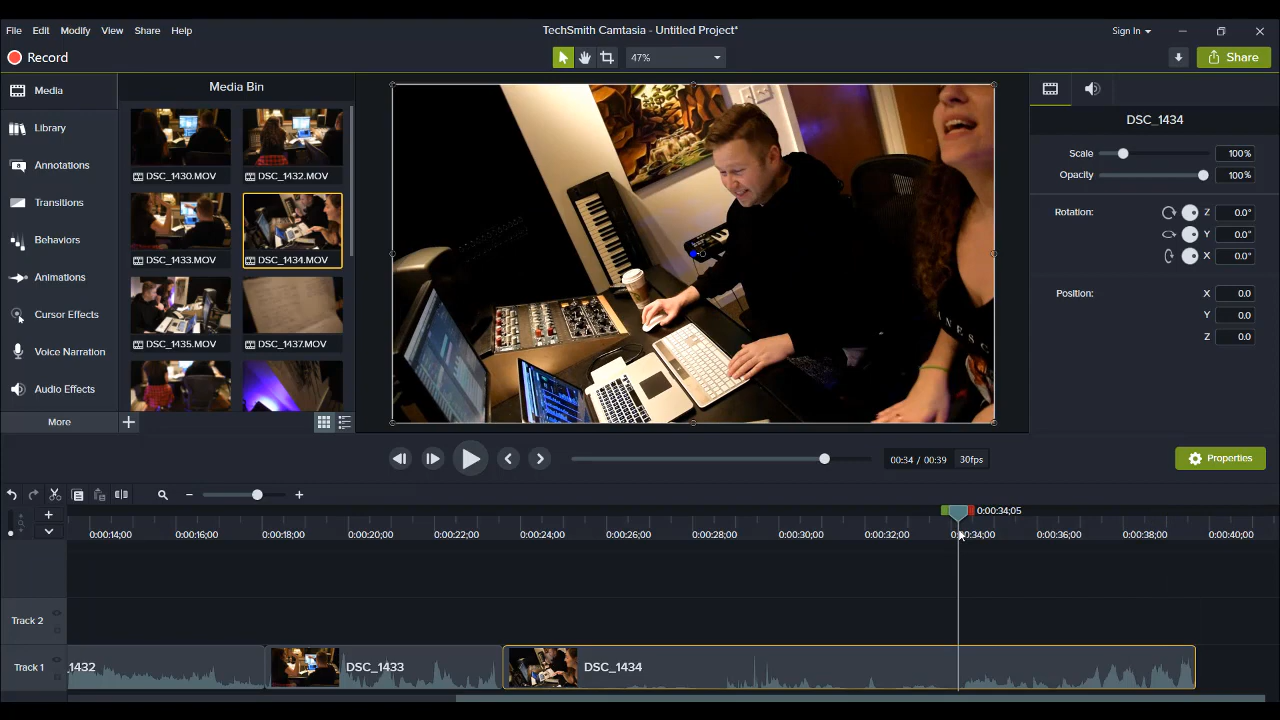 TechSmith Camtasia - Untitled Project*
File Edit Modify View Share Help
Sign In
Record
47%
Share
Media
Library
Annotations
Transitions
Behaviors
Animations
Cursor Effects
Voice Narration
Audio Effects
More
Media Bin
DSC_1430.MOV DSC_1432.MOV
DSC_1433.MOV DSC_1434.MOV
DSC_1435.MOV DSC_1437.MOV
DSC_1434
Scale 100%
Opacity 100%
Rotation: Z 0.0°
Y 0.0°
X 0.0°
Position: X 0.0
Y 0.0
Z 0.0
00:34 / 00:39 30fps
Properties
0:00:34;05
0:00:14;00 0:00:16;00 0:00:18;00 0:00:20;00 0:00:22;00 0:00:24;00 0:00:26;00 0:00:28;00 0:00:30;00 0:00:32;00 0:00:34;00 0:00:36;00 0:00:38;00 0:00:40;00
Track 2
Track 1
1432 DSC_1433 DSC_1434